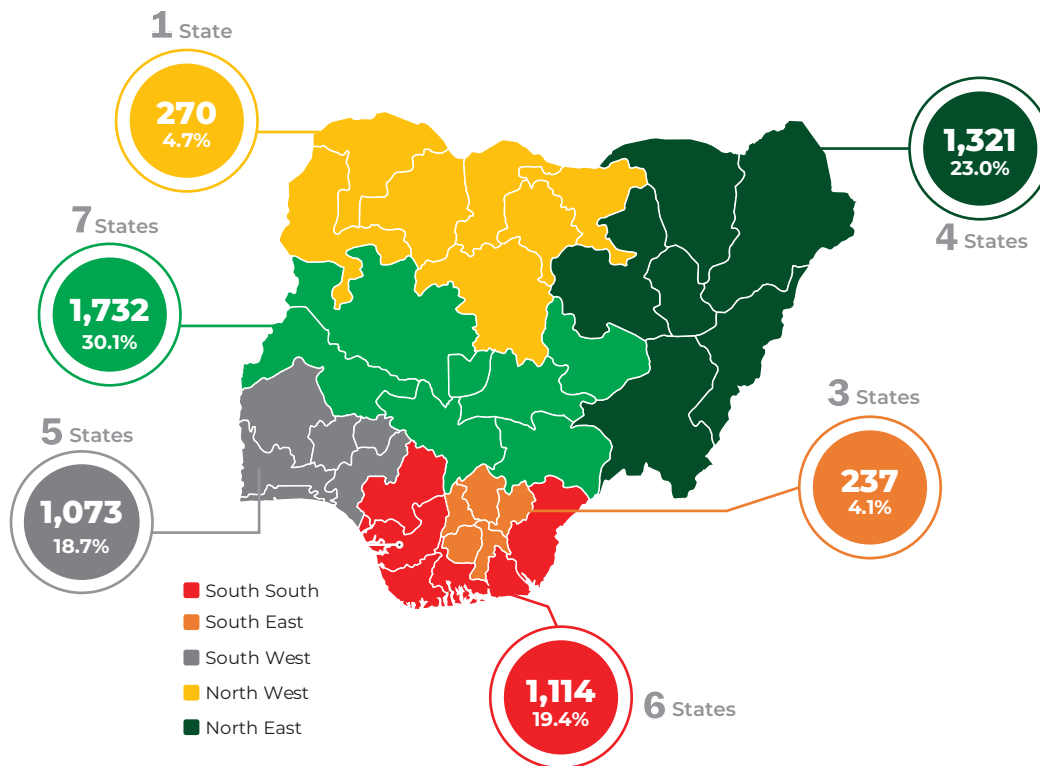 1 State
270
4.7%
1,321
23.0%
4 States
7 States
1,732
30.1%
3 States
237
4.1%
5 States
1,073
18.7%
South South
South East
South West
North West
North East
1,114
19.4%
6 States